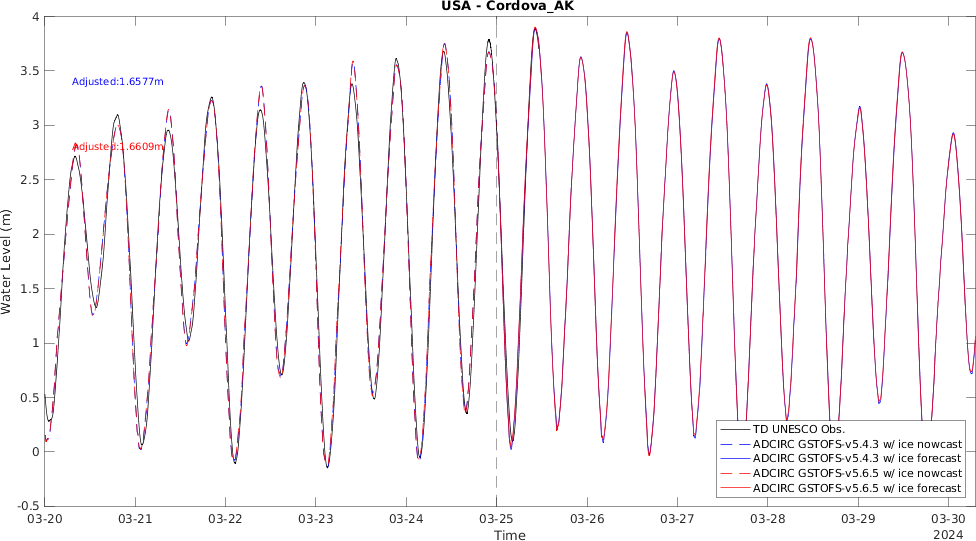 USA - Cordova_AK
4
3.5
3
2.5
2
1.5
1
0.5
0
-0.5
Water Level (m)
Adjusted:1.6577m
Adjusted:1.6609m
TD UNESCO Obs.
ADCIRC GSTOFS-v5.4.3 w/ ice nowcast
ADCIRC GSTOFS-v5.4.3 w/ ice forecast
ADCIRC GSTOFS-v5.6.5 w/ ice nowcast
ADCIRC GSTOFS-v5.6.5 w/ ice forecast
03-20 03-21 03-22 03-23 03-24 03-25 03-26 03-27 03-28 03-29 03-30
Time
2024